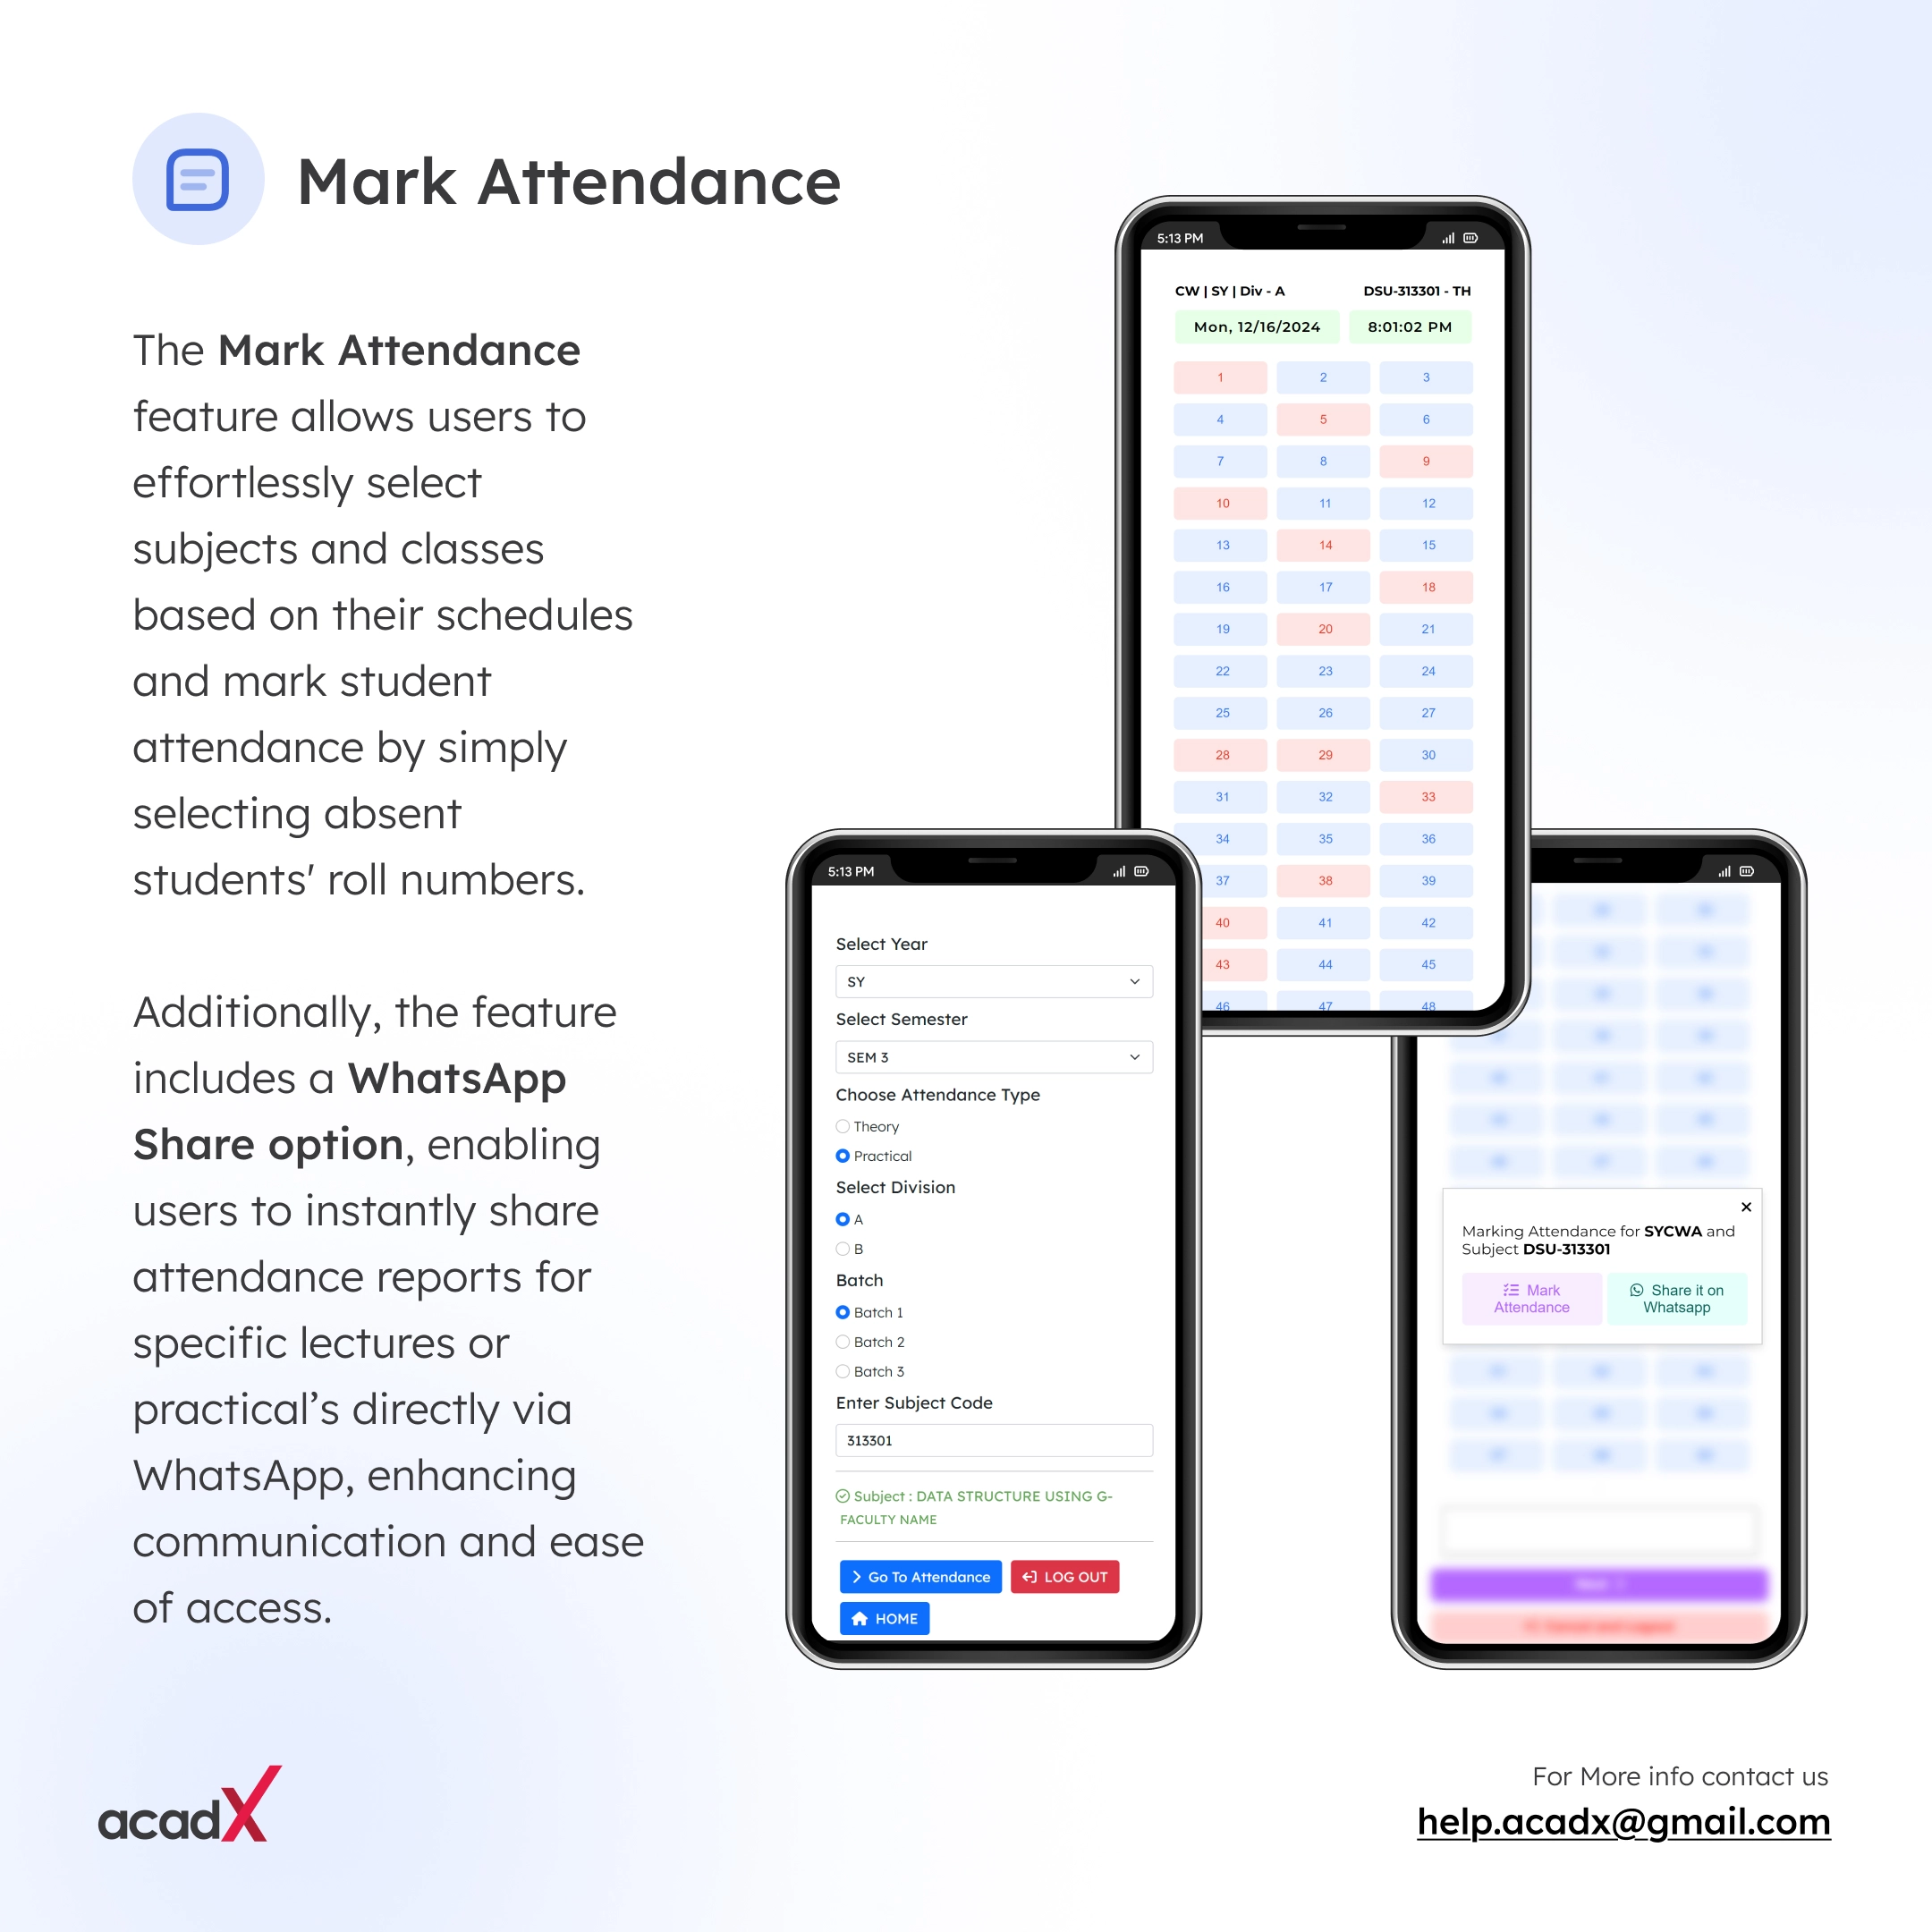 Mark Attendance
The Mark Attendance
feature allows users to
effortlessly select
subjects and classes
based on their schedules
and mark student
attendance by simply
selecting absent
students' roll numbers.
Additionally, the feature
includes a WhatsApp
Share option, enabling
users to instantly share
attendance reports for
specific lectures or
practical’s directly via
WhatsApp, enhancing
communication and ease
of access.
5:13 PM
CW | SY | Div - A DSU-313301 - TH
Mon, 12/16/2024 8:01:02 PM
1 2 3
4 5 6
7 8 9
10 11 12
13 14 15
16 17 18
19 20 21
22 23 24
25 26 27
28 29 30
31 32 33
34 35 36
37 38 39
40 41 42
43 44 45
46 47 48
5:13 PM
Select Year
SY
Select Semester
SEM 3
Choose Attendance Type
Theory
Practical
Select Division
A
B
Batch
Batch 1
Batch 2
Batch 3
Enter Subject Code
313301
Subject : DATA STRUCTURE USING G-
FACULTY NAME
Go To Attendance LOG OUT
HOME
Marking Attendance for SYCWA and
Subject DSU-313301
Mark
Attendance
Share it on
Whatsapp
acadX
For More info contact us
help.acadx@gmail.com